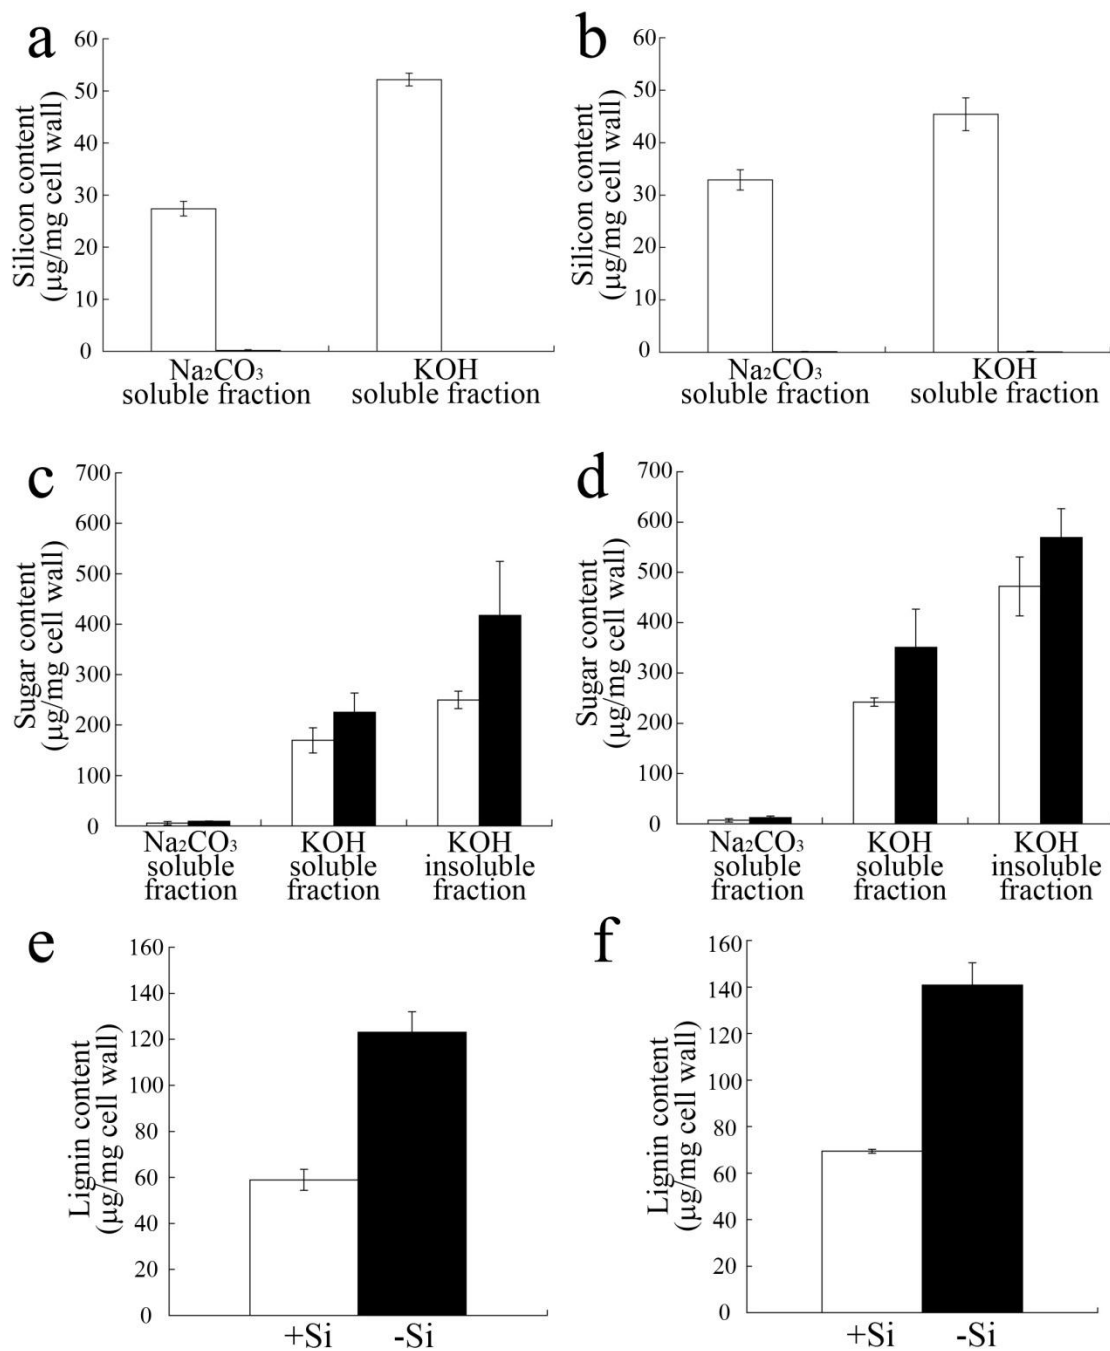 a
Silicon content
(μg/mg cell wall)
60
50
40
30
20
10
0
Na₂CO₃
soluble fraction
KOH
soluble fraction
b
Silicon content
(μg/mg cell wall)
60
50
40
30
20
10
0
Na₂CO₃
soluble fraction
KOH
soluble fraction
c
Sugar content
(μg/mg cell wall)
700
600
500
400
300
200
100
0
Na₂CO₃
soluble
fraction
KOH
soluble
fraction
KOH
insoluble
fraction
d
Sugar content
(μg/mg cell wall)
700
600
500
400
300
200
100
0
Na₂CO₃
soluble
fraction
KOH
soluble
fraction
KOH
insoluble
fraction
e
Lignin content
(μg/mg cell wall)
160
140
120
100
80
60
40
20
0
+Si
-Si
f
Lignin content
(μg/mg cell wall)
160
140
120
100
80
60
40
20
0
+Si
-Si